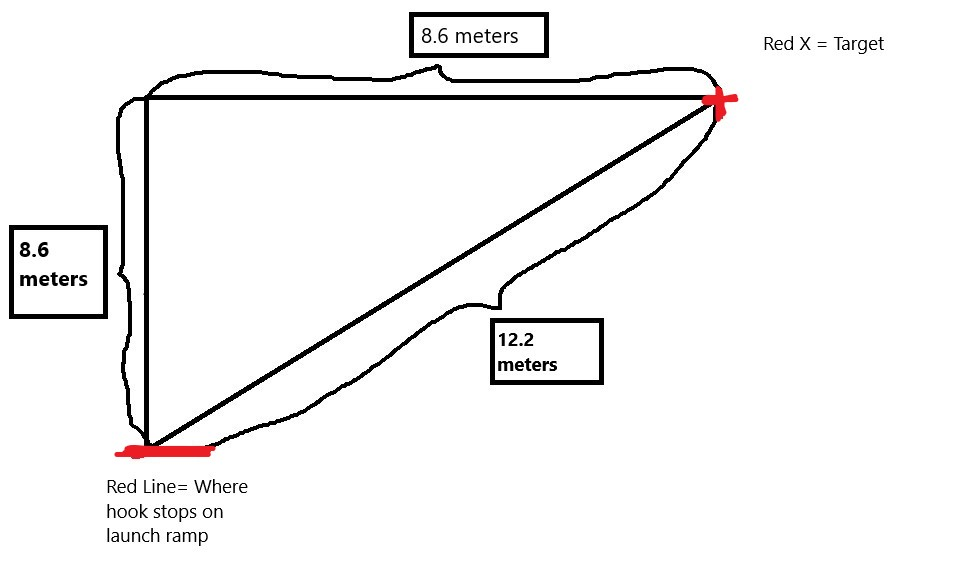 8.6 meters
Red X = Target
8.6
meters
12.2
meters
Red Line= Where
hook stops on
launch ramp